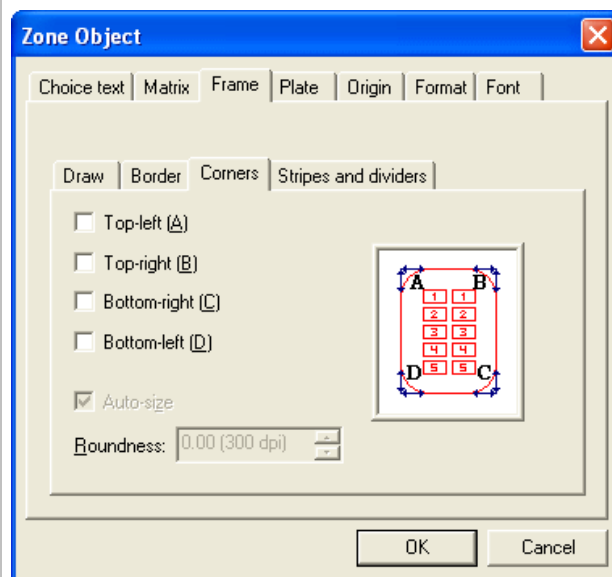 Zone Object
Choice text Matrix Frame Plate Origin Format Font
Draw Border Corners Stripes and dividers
Top-left (A)
Top-right (B)
Bottom-right (C)
Bottom-left (D)
A B
1 1
2 2
3 3
4 4
D 5 5 C
Auto-size
Roundness: 0.00 (300 dpi)
OK Cancel